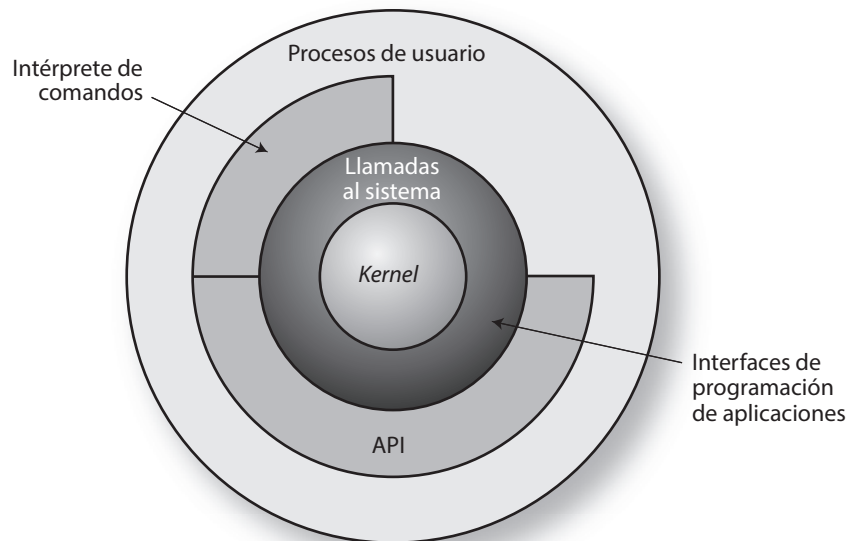 Procesos de usuario
Intérprete de
comandos
Llamadas
al sistema
Kernel
Interfaces de
programación
de aplicaciones
API